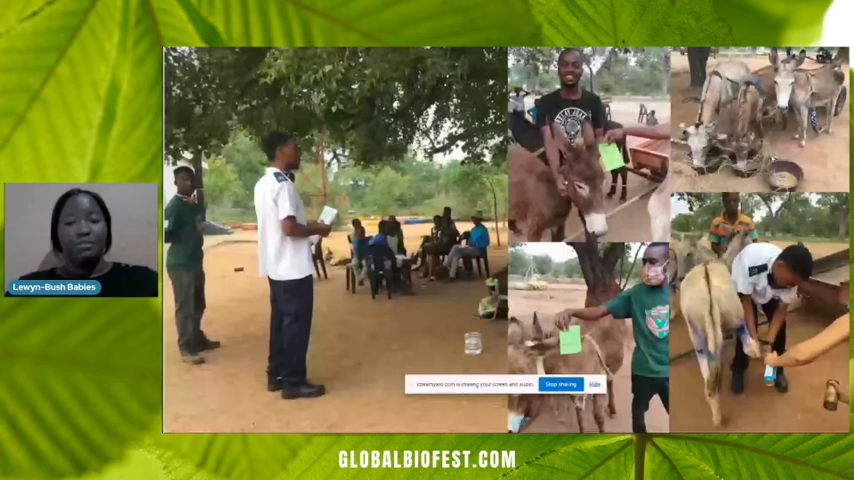 Lewyn-Bush Babies
streamyard.com is sharing your screen and audio.
Stop sharing
Hide
GLOBALBIOFEST.COM